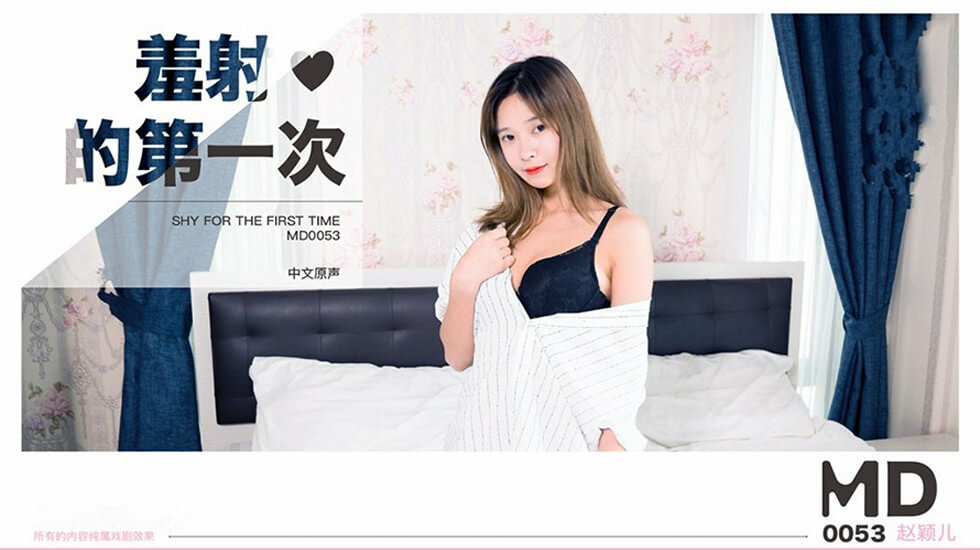 羞射
的第一次
SHY FOR THE FIRST TIME
MD0053
中文原声
MD
0053 赵颖儿
所有的内容纯属戏剧效果